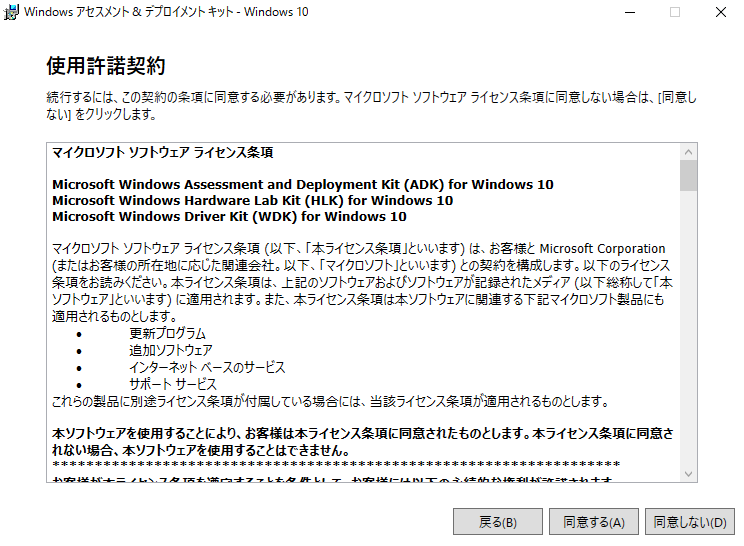 Windows アセスメント & デプロイメント キット - Windows 10
使用許諾契約
続行するには、この契約の条項に同意する必要があります。マイクロソフト ソフトウェア ライセンス条項に同意しない場合は、[同意し
ない] をクリックします。
マイクロソフト ソフトウェア ライセンス条項
Microsoft Windows Assessment and Deployment Kit (ADK) for Windows 10
Microsoft Windows Hardware Lab Kit (HLK) for Windows 10
Microsoft Windows Driver Kit (WDK) for Windows 10
マイクロソフト ソフトウェア ライセンス条項 (以下、「本ライセンス条項」といいます) は、お客様と Microsoft Corporation
(またはお客様の所在地に応じた関連会社。以下、「マイクロソフト」といいます) との契約を構成します。以下のライセンス
条項をお読みください。本ライセンス条項は、上記のソフトウェアおよびソフトウェアが記録されたメディア (以下総称して「本
ソフトウェア」といいます) に適用されます。また、本ライセンス条項は本ソフトウェアに関連する下記マイクロソフト製品にも
適用されるものとします。
• 更新プログラム
• 追加ソフトウェア
• インターネット ベースのサービス
• サポート サービス
これらの製品に別途ライセンス条項が付属している場合には、当該ライセンス条項が適用されるものとします。
本ソフトウェアを使用することにより、お客様は本ライセンス条項に同意されたものとします。本ライセンス条項に同意さ
れない場合、本ソフトウェアを使用することはできません。
*******************************************************************
お客様が本ライセンス条項を遵守することを条件として、お客様には以下の永続的な権利が許諾されます。
戻る(B)
同意する(A)
同意しない(D)